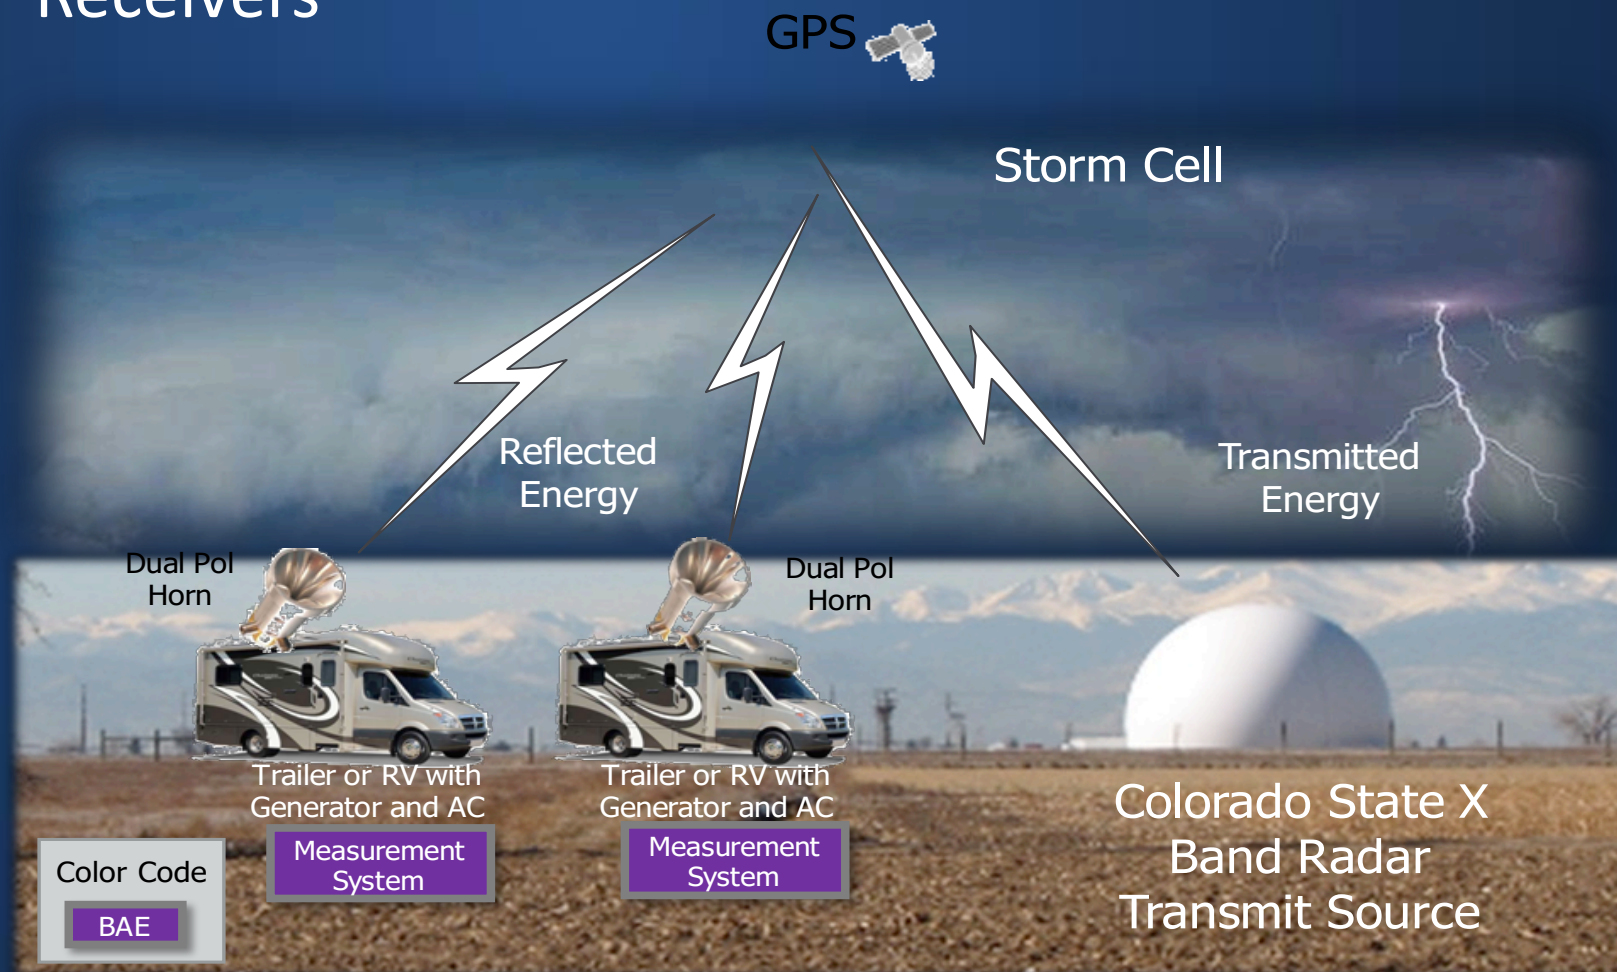 Receivers
GPS
Storm Cell
Reflected
Energy
Transmitted
Energy
Dual Pol
Horn
Dual Pol
Horn
Trailer or RV with
Generator and AC
Trailer or RV with
Generator and AC
Measurement
System
Measurement
System
Colorado State X
Band Radar
Transmit Source
Color Code
BAE